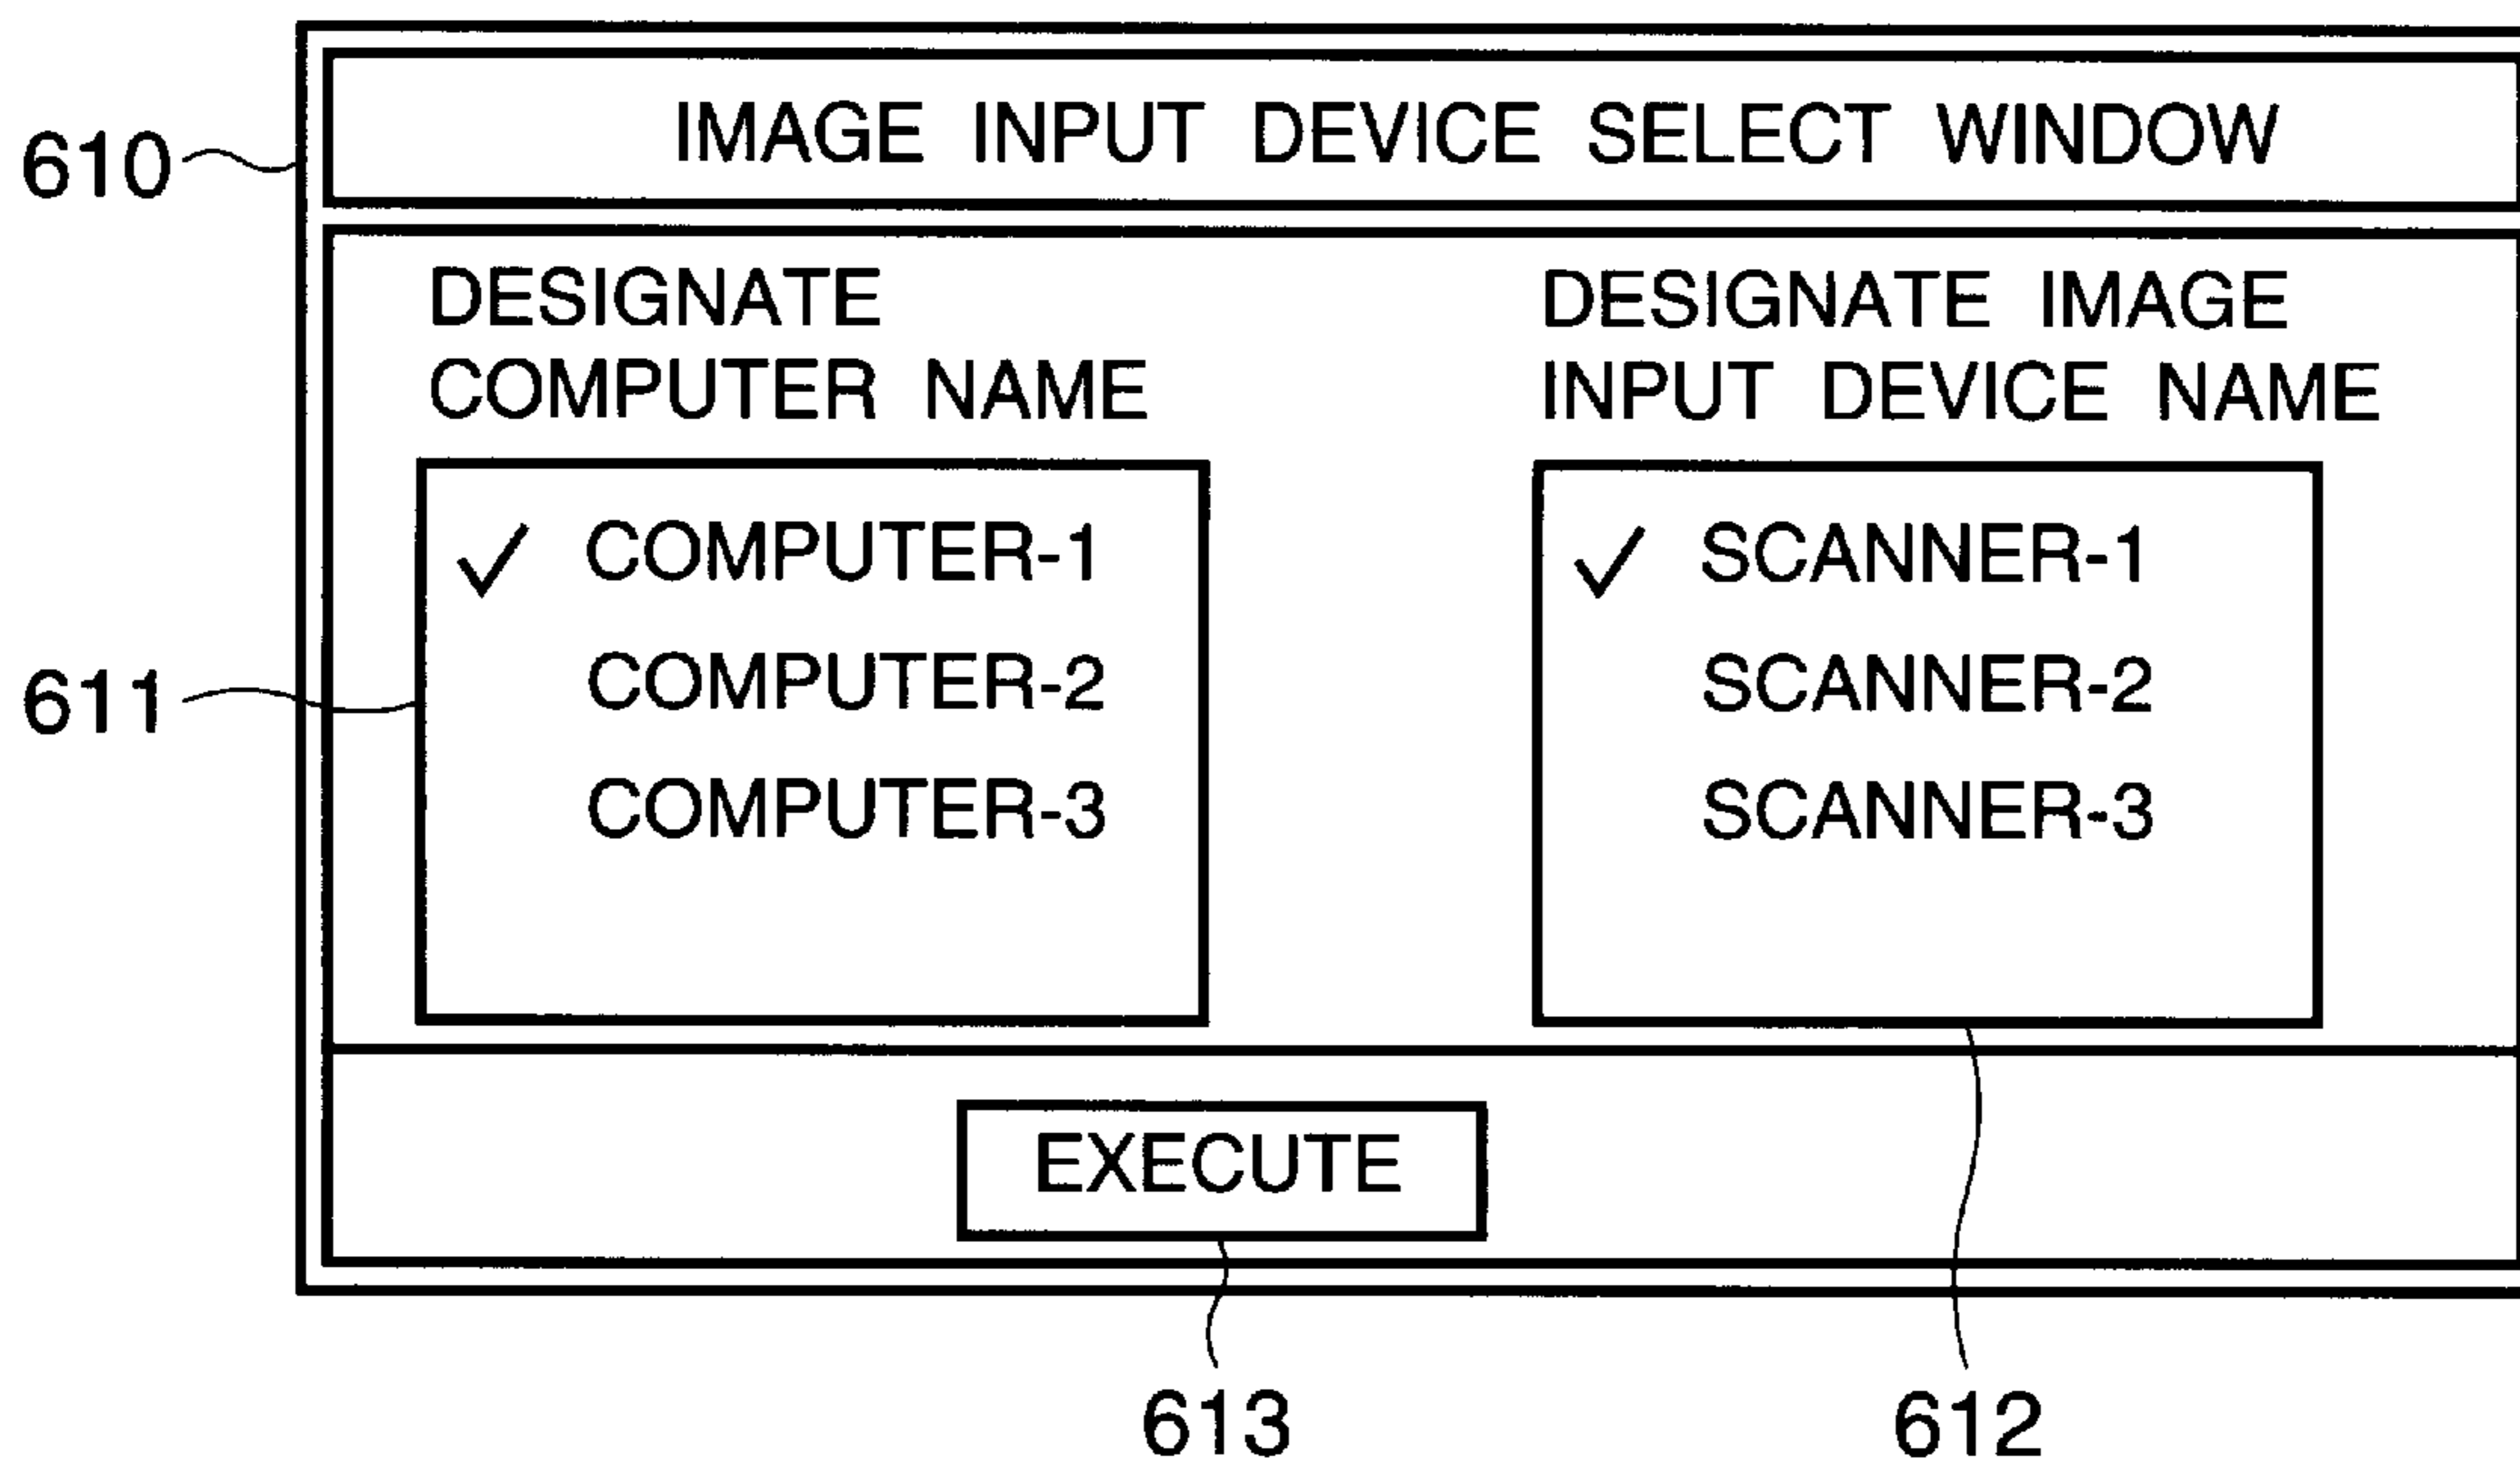 IMAGE INPUT DEVICE SELECT WINDOW
610
DESIGNATE
COMPUTER NAME
DESIGNATE IMAGE
INPUT DEVICE NAME
✓ COMPUTER-1
COMPUTER-2
COMPUTER-3
611
✓ SCANNER-1
SCANNER-2
SCANNER-3
EXECUTE
613
612